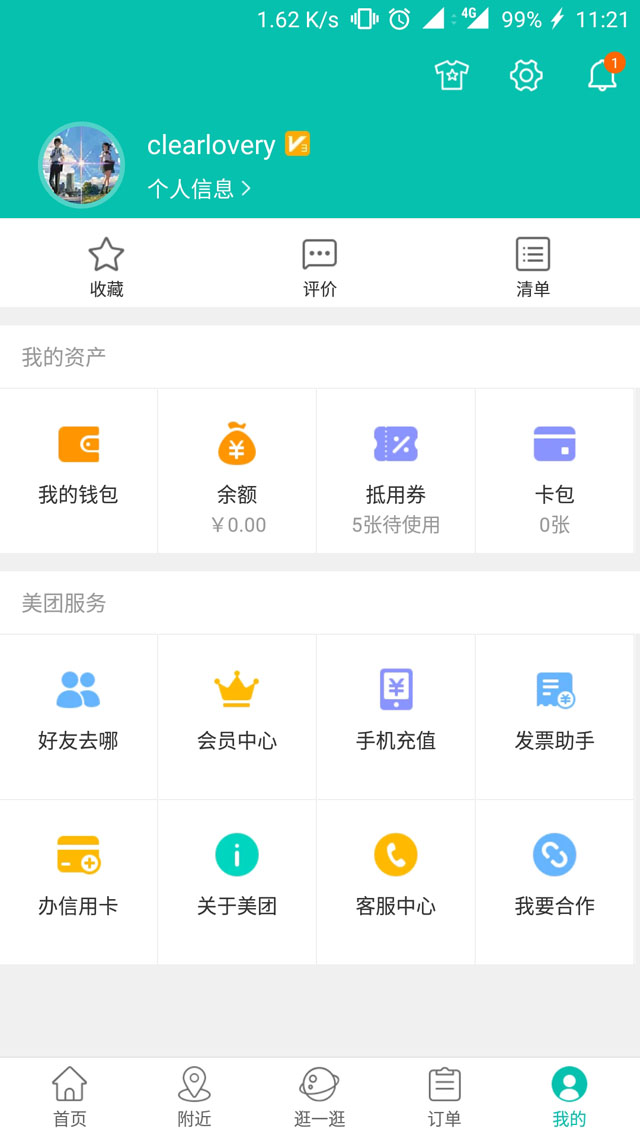 1.62 K/s 4G 99% 11:21
1
clearlovery V3
个人信息
收藏 评价 清单
我的资产
我的钱包 余额 抵用券 卡包
￥0.00 5张待使用 0张
美团服务
好友去哪 会员中心 手机充值 发票助手
办信用卡 关于美团 客服中心 我要合作
首页 附近 逛一逛 订单 我的